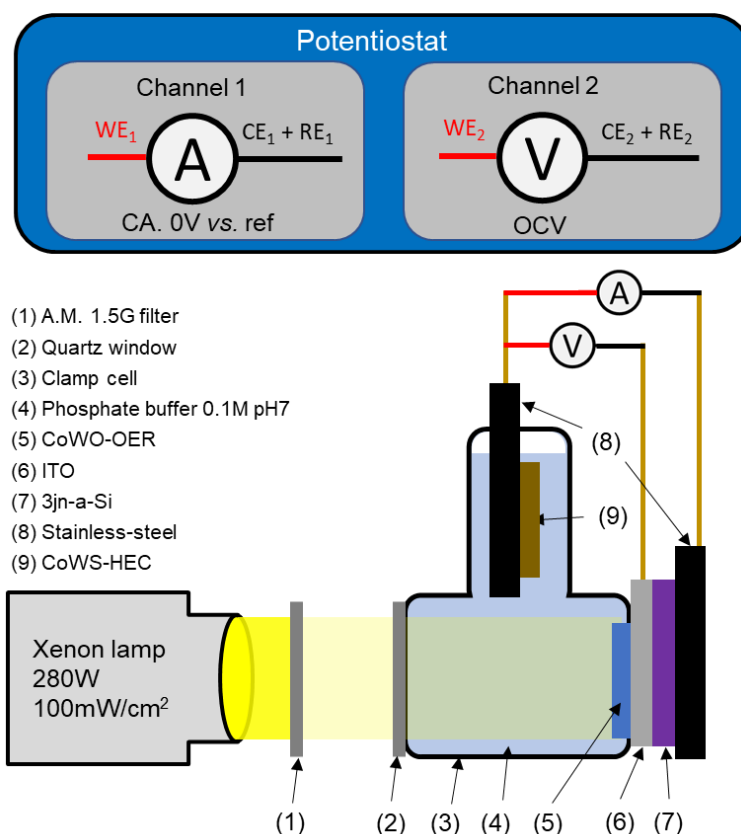 Potentiostat
Channel 1
WE1
A
CE1 + RE1
CA. 0V vs. ref
Channel 2
WE2
V
CE2 + RE2
OCV
(1) A.M. 1.5G filter
(2) Quartz window
(3) Clamp cell
(4) Phosphate buffer 0.1M pH7
(5) CoWO-OER
(6) ITO
(7) 3jn-a-Si
(8) Stainless-steel
(9) CoWS-HEC
A
V
(8)
(9)
Xenon lamp
280W
100mW/cm2
(1)
(2)
(3)
(4)
(5)
(6)
(7)